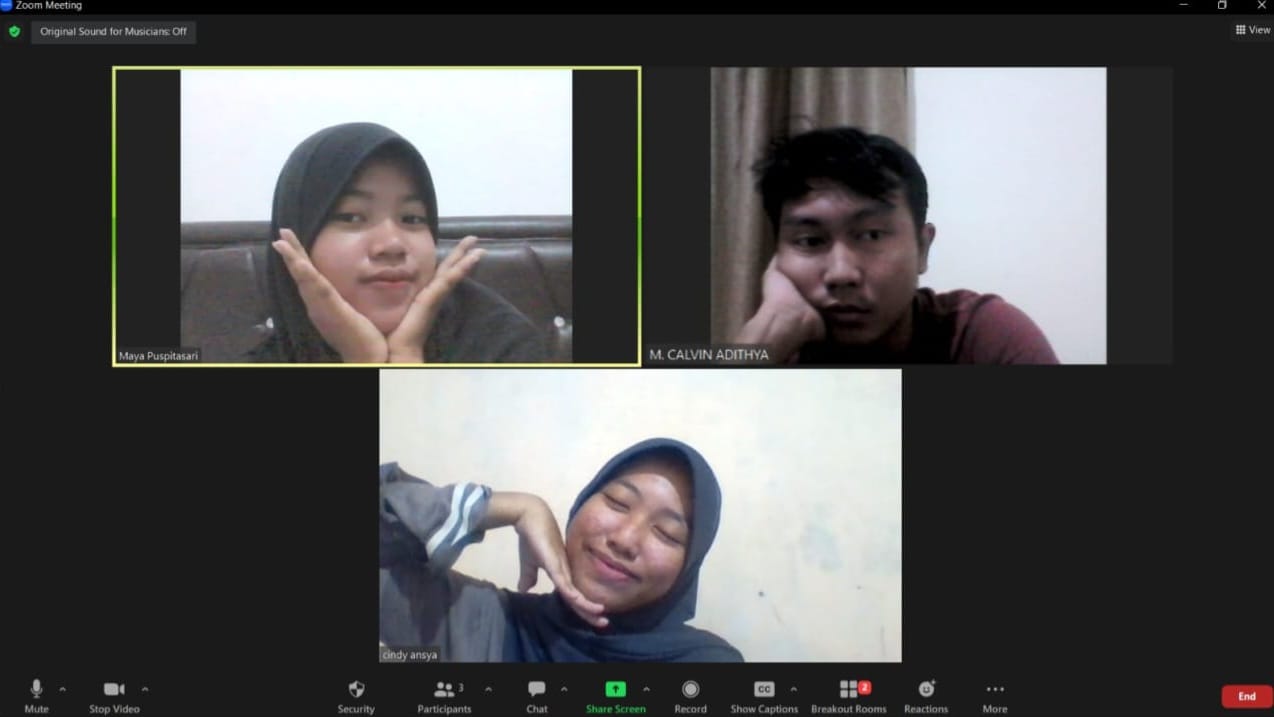 Zoom Meeting
Original Sound for Musicians: Off
View
Maya Puspitasari
M. CALVIN ADITHYA
cindy ansya
3
CC
2
Mute
Stop Video
Security
Participants
Chat
Share Screen
Record
Show Captions
Breakout Rooms
Reactions
More
End